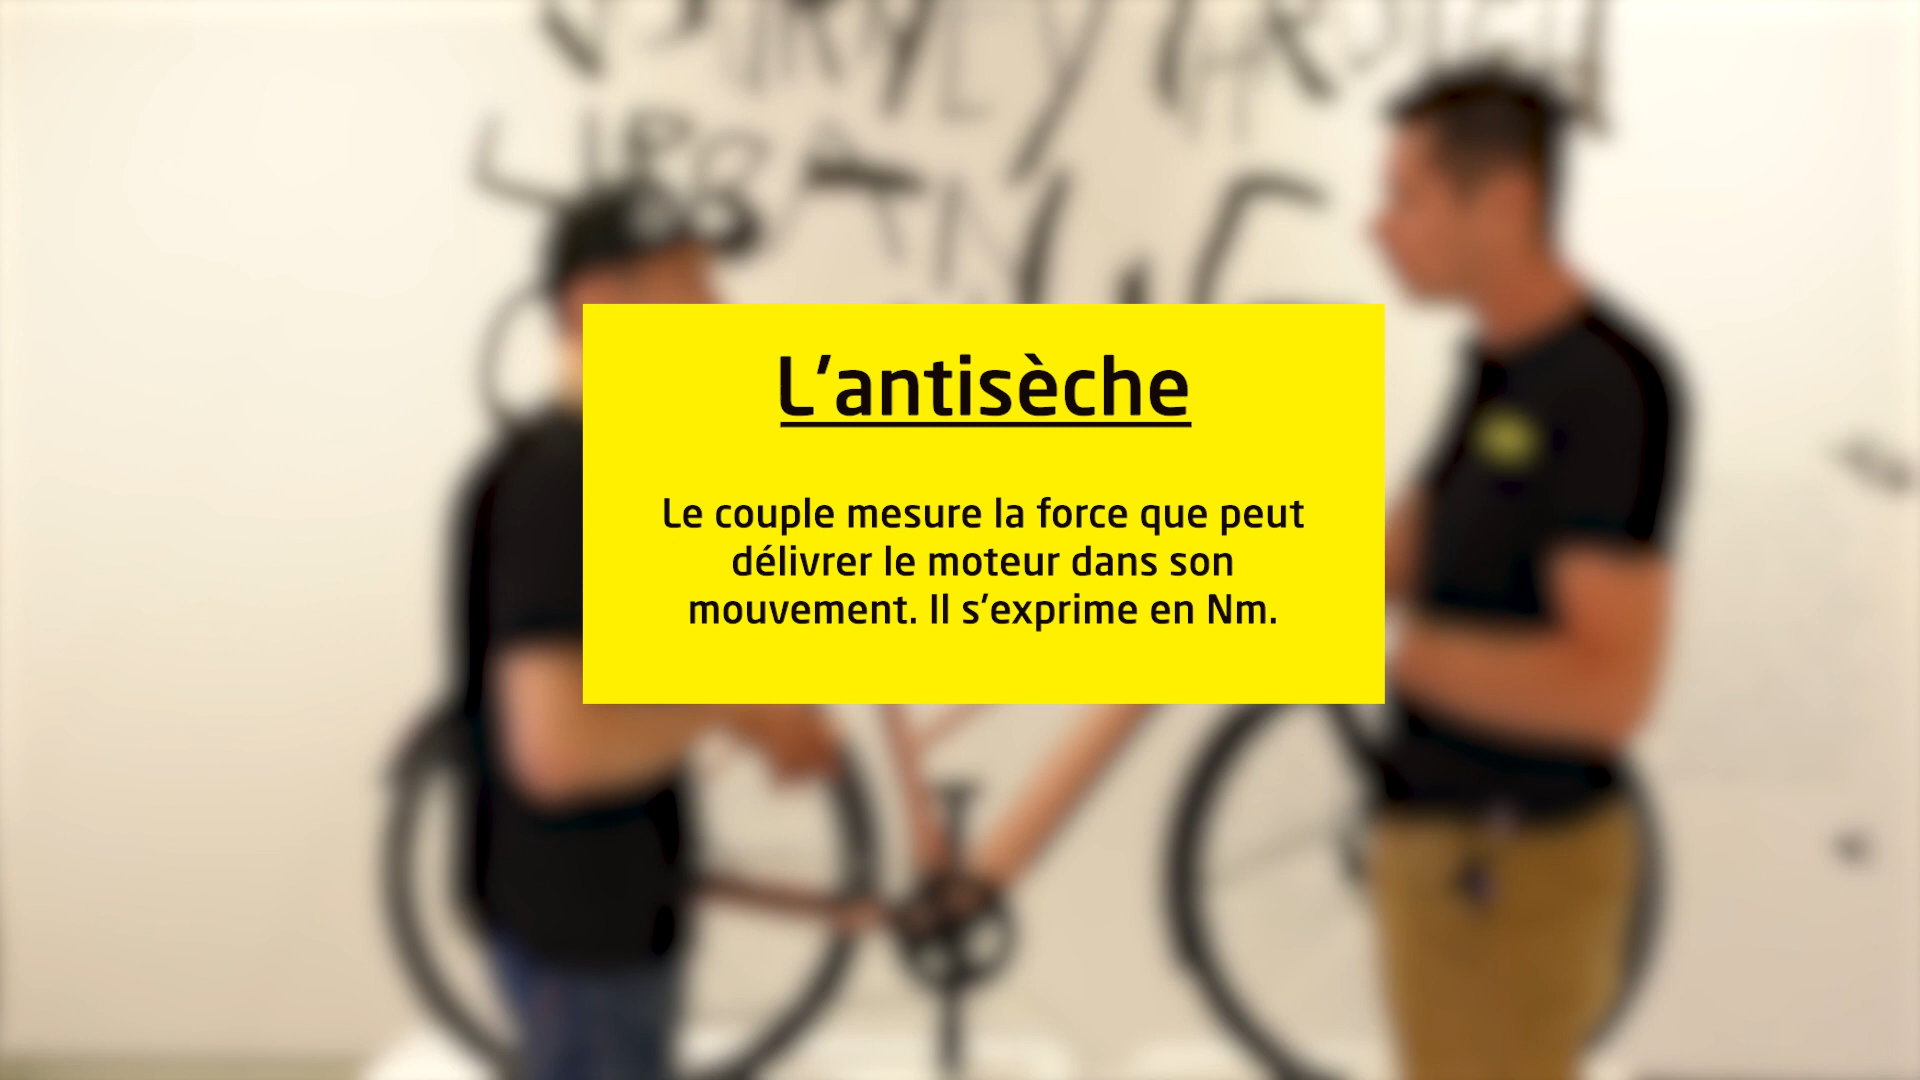 L’antisèche
Le couple mesure la force que peut
délivrer le moteur dans son
mouvement. Il s’exprime en Nm.